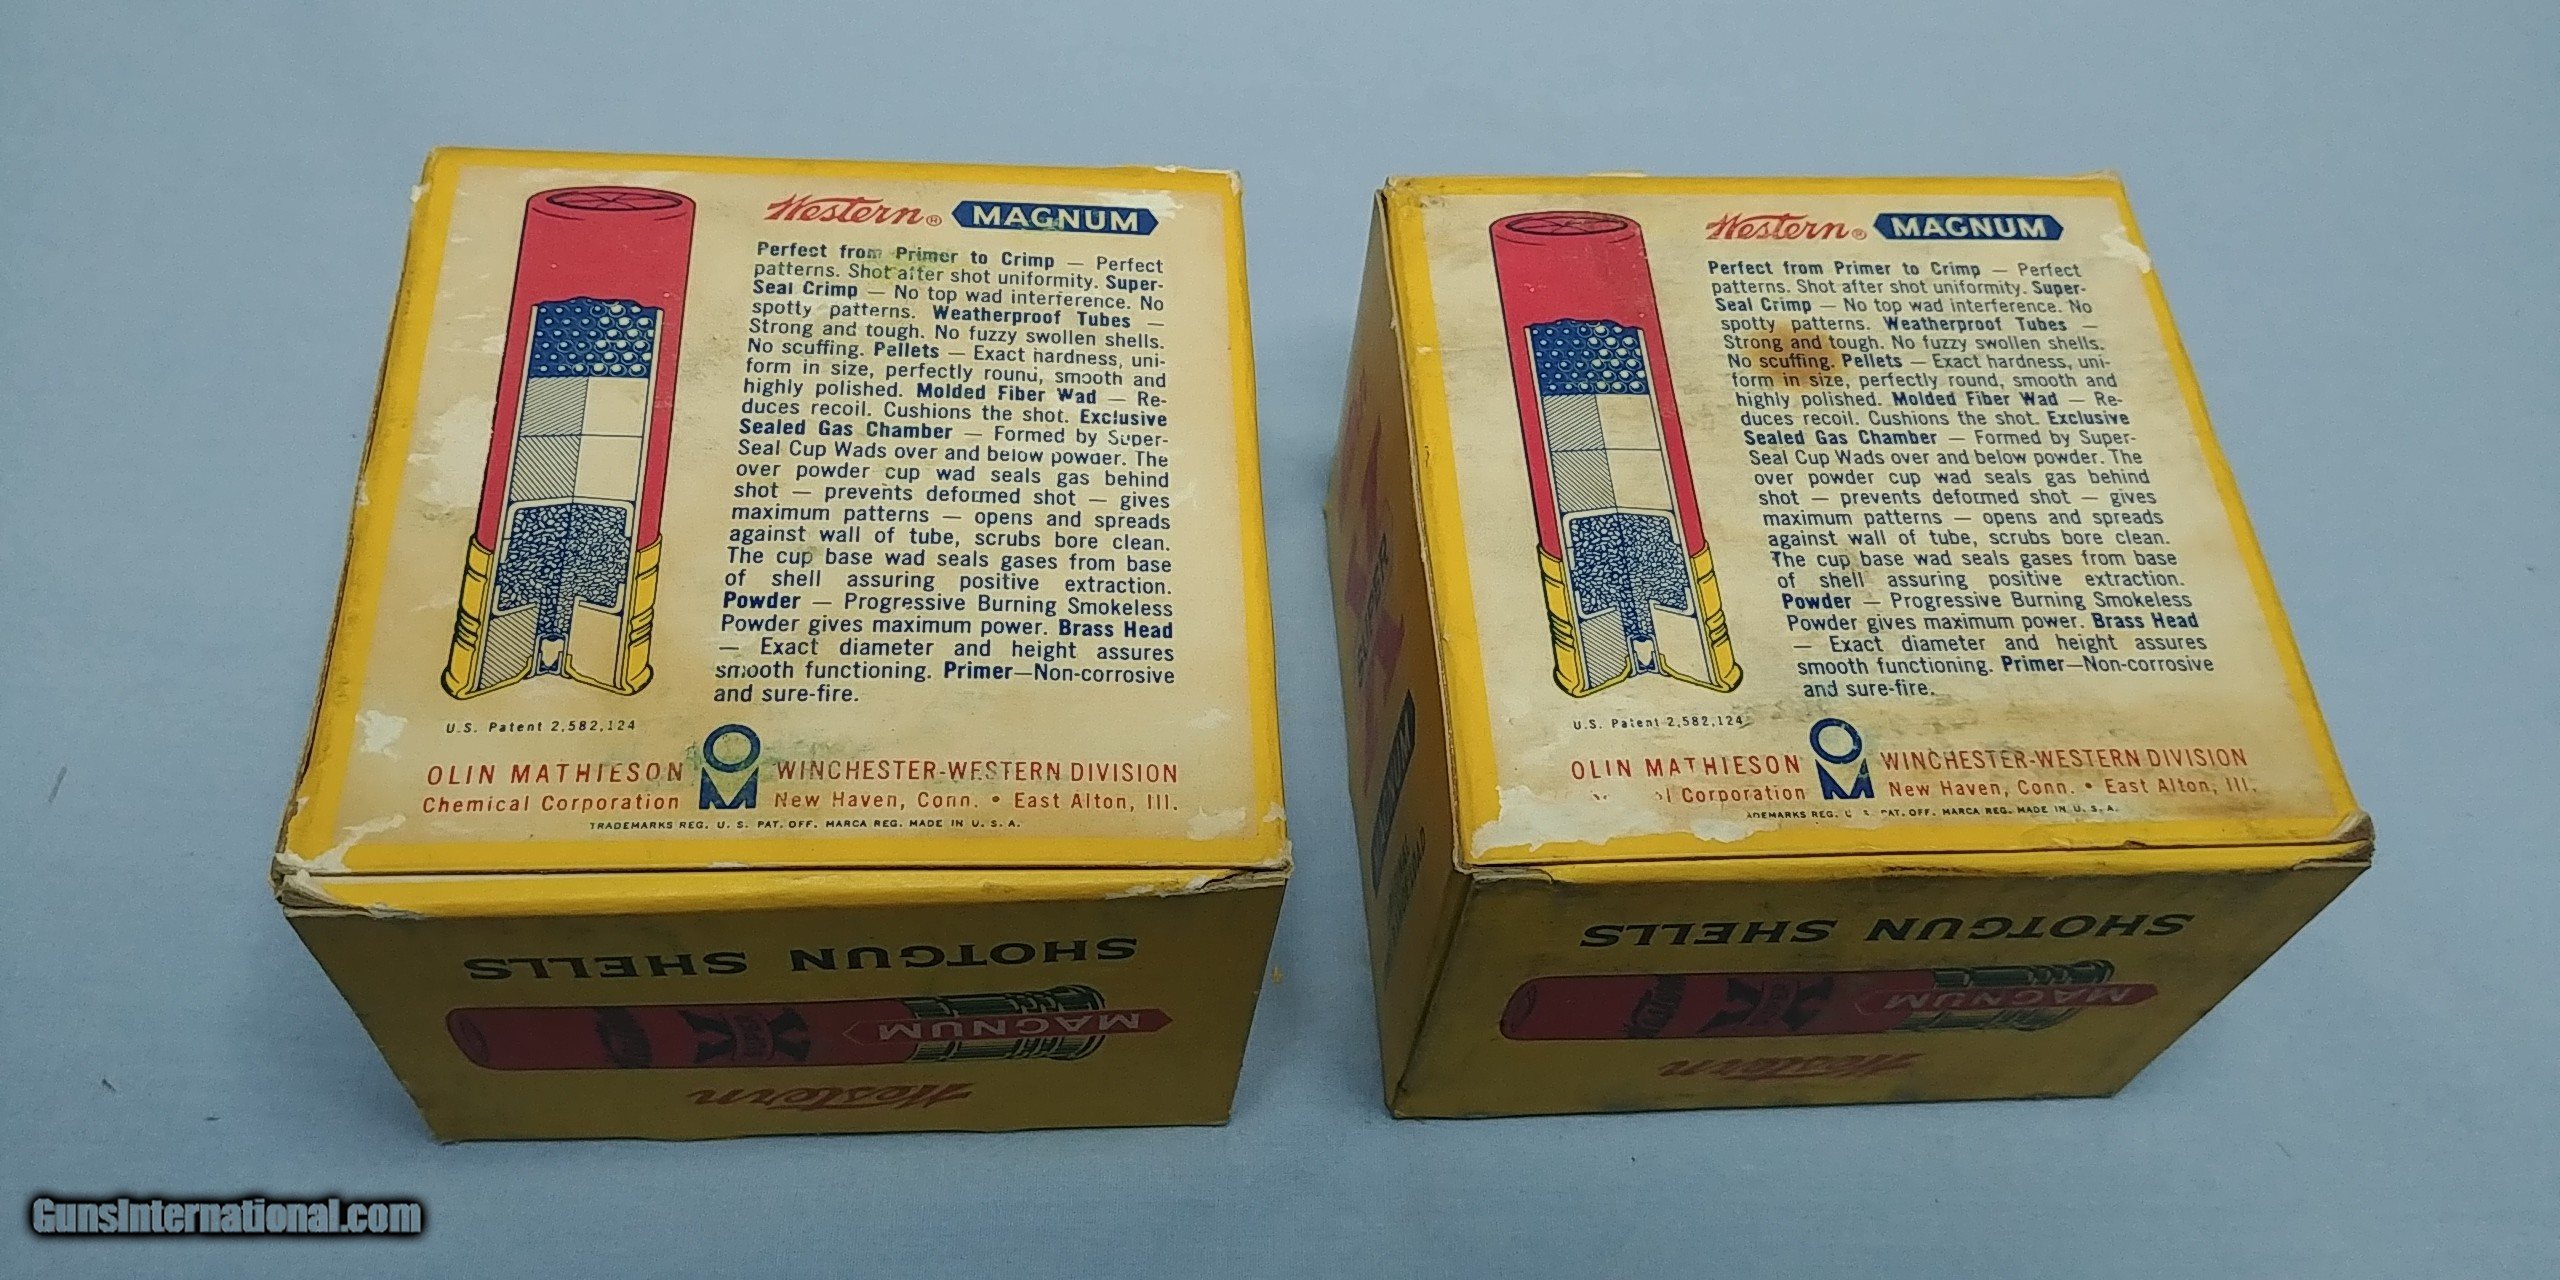 Western® MAGNUM
Perfect from Primer to Crimp — Perfect
patterns. Shot after shot uniformity. Super-
Seal Crimp — No top wad interference. No
spotty patterns. Weatherproof Tubes —
Strong and tough. No fuzzy swollen shells.
No scuffing. Pellets — Exact hardness, uni-
form in size, perfectly round, smooth and
highly polished. Molded Fiber Wad — Re-
duces recoil. Cushions the shot. Exclusive
Sealed Gas Chamber — Formed by Super-
Seal Cup Wads over and below powder. The
over powder cup wad seals gas behind
shot — prevents deformed shot — gives
maximum patterns — opens and spreads
against wall of tube, scrubs bore clean.
The cup base wad seals gases from base
of shell assuring positive extraction.
Powder — Progressive Burning Smokeless
Powder gives maximum power. Brass Head
— Exact diameter and height assures
smooth functioning. Primer—Non-corrosive
and sure-fire.
U.S. Patent 2,582,124
OLIN MATHIESON OM WINCHESTER-WESTERN DIVISION
Chemical Corporation New Haven, Conn. • East Alton, Ill.
TRADEMARKS REG. U. S. PAT. OFF. MARCA REG. MADE IN U. S. A.
SHOTGUN SHELLS
MAGNUM
Western
Western® MAGNUM
Perfect from Primer to Crimp — Perfect
patterns. Shot after shot uniformity. Super-
Seal Crimp — No top wad interference. No
spotty patterns. Weatherproof Tubes —
Strong and tough. No fuzzy swollen shells.
No scuffing. Pellets — Exact hardness, uni-
form in size, perfectly round, smooth and
highly polished. Molded Fiber Wad — Re-
duces recoil. Cushions the shot. Exclusive
Sealed Gas Chamber — Formed by Super-
Seal Cup Wads over and below powder. The
over powder cup wad seals gas behind
shot — prevents deformed shot — gives
maximum patterns — opens and spreads
against wall of tube, scrubs bore clean.
The cup base wad seals gases from base
of shell assuring positive extraction.
Powder — Progressive Burning Smokeless
Powder gives maximum power. Brass Head
— Exact diameter and height assures
smooth functioning. Primer—Non-corrosive
and sure-fire.
U.S. Patent 2,582,124
OLIN MATHIESON OM WINCHESTER-WESTERN DIVISION
Corporation New Haven, Conn. • East Alton, Ill.
REG. U. S. PAT. OFF. MARCA REG. MADE IN U. S. A.
SHOTGUN SHELLS
MAGNUM
Western
GunsInternational.com